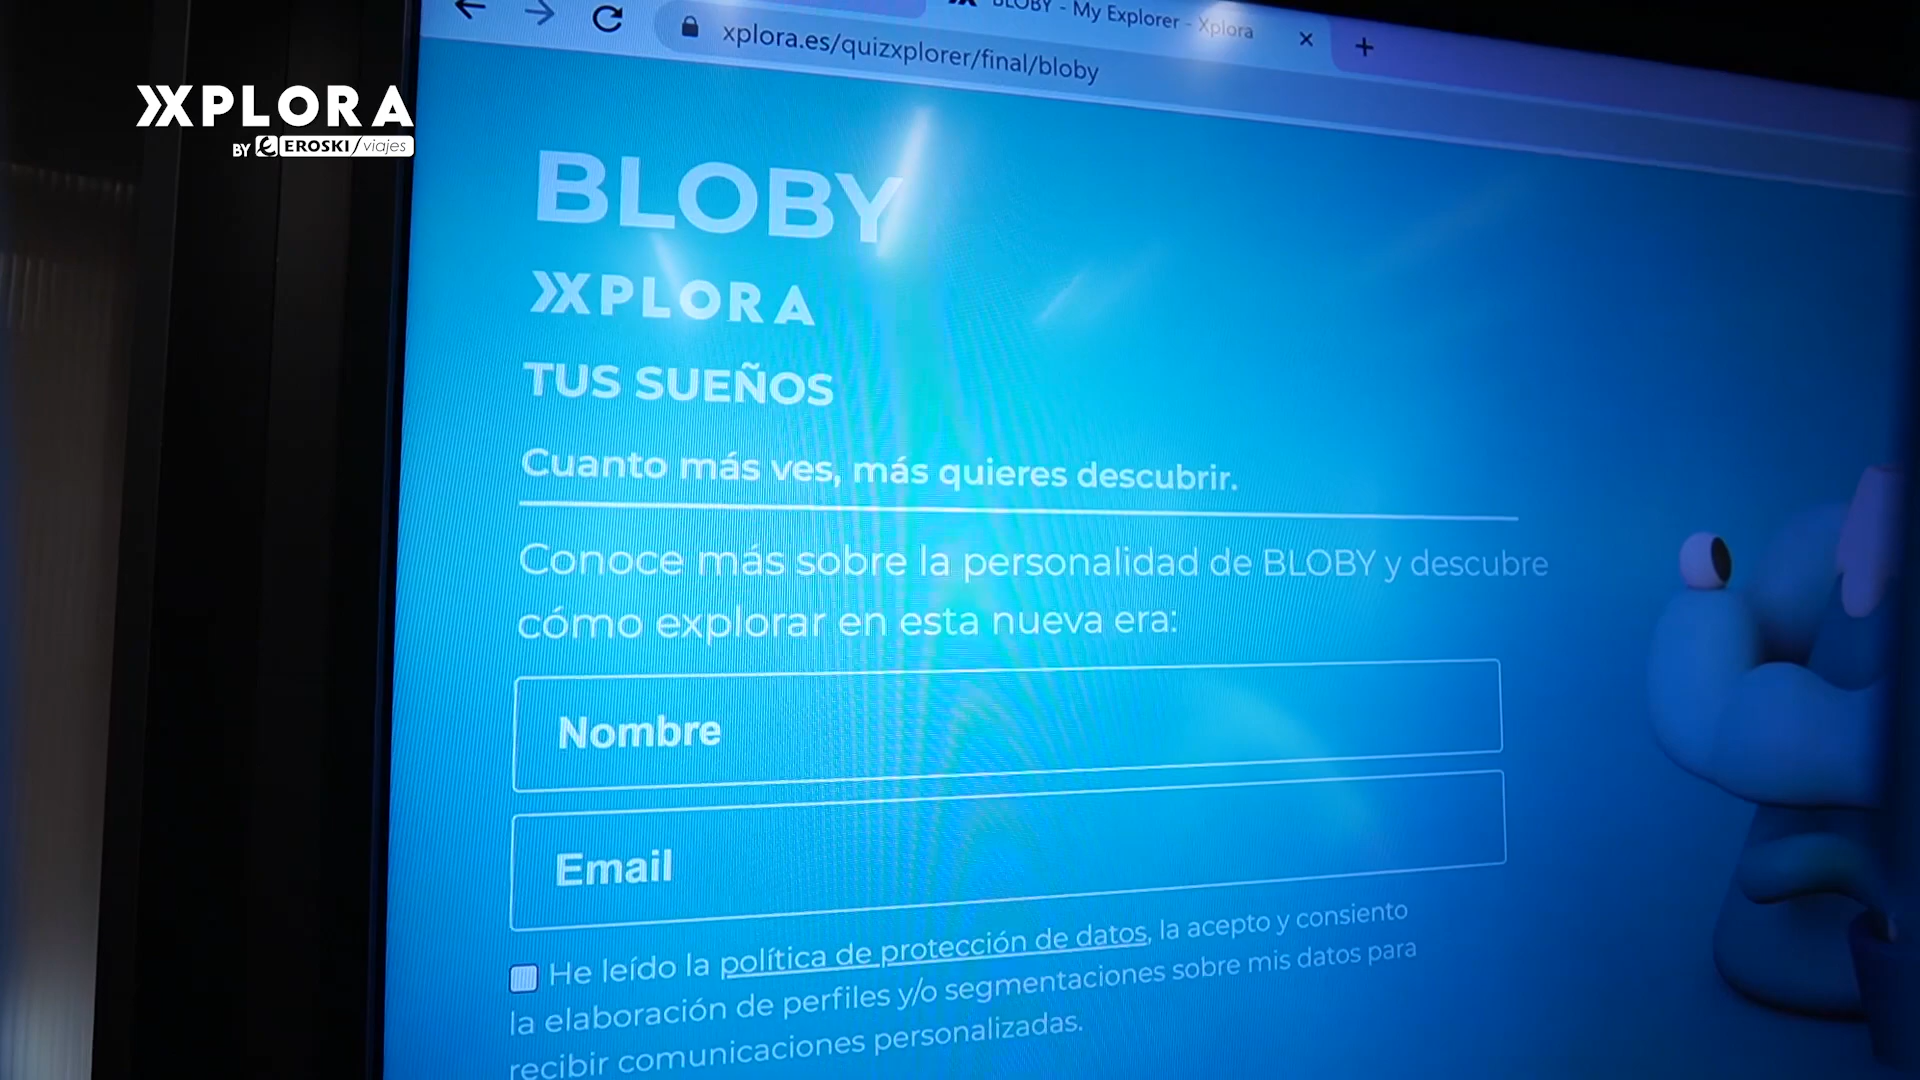 BLOBY - My Explorer - Xplora
xplora.es/quizxplorer/final/bloby
XPLORA
BY EROSKI/viajes
BLOBY
XPLORA
TUS SUEÑOS
Cuanto más ves, más quieres descubrir.
Conoce más sobre la personalidad de BLOBY y descubre
cómo explorar en esta nueva era:
Nombre
Email
He leído la política de protección de datos, la acepto y consiento
la elaboración de perfiles y/o segmentaciones sobre mis datos para
recibir comunicaciones personalizadas.